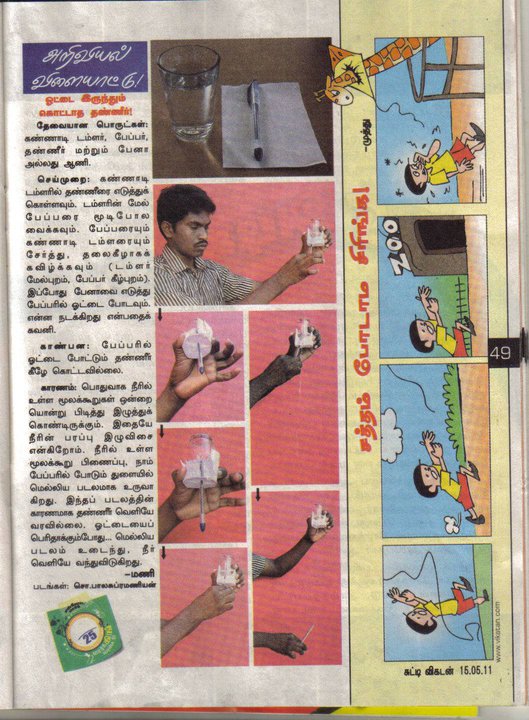 அறிவியல்
விளையாட்டு!
ஓட்டை இருந்தும்
கொட்டாத தண்ணீர்!
தேவையான பொருட்கள்:
கண்ணாடி டம்ளர், பேப்பர்,
தண்ணீர் மற்றும் பேனா
அல்லது ஆணி.
செய்முறை: கண்ணாடி
டம்ளரில் தண்ணீரை எடுத்துக்
கொள்ளவும். டம்ளரின் மேல்
பேப்பரை மூடிபோல
வைக்கவும். பேப்பரையும்
கண்ணாடி டம்ளரையும்
சேர்த்து, தலைகீழாகக்
கவிழ்க்கவும் (டம்ளர்
மேல்புறம், பேப்பர் கீழ்புறம்).
இப்போது பேனாவை எடுத்து
பேப்பரில் ஓட்டை போடவும்.
என்ன நடக்கிறது என்பதைக்
கவனி.
காண்பன: பேப்பரில்
ஓட்டை போட்டும் தண்ணீர்
கீழே கொட்டவில்லை.
காரணம்: பொதுவாக நீரில்
உள்ள மூலக்கூறுகள் ஒன்றை
யொன்று பிடித்து இழுத்துக்
கொண்டிருக்கும். இதையே
நீரின் பரப்பு இழுவிசை
என்கிறோம். நீரில் உள்ள
மூலக்கூறு பிணைப்பு, நாம்
பேப்பரில் போடும் துளையில்
மெல்லிய படலமாக உருவா
கிறது. இந்தப் படலத்தின்
காரணமாக தண்ணீர் வெளியே
வரவில்லை. ஓட்டையைப்
பெரிதாக்கும்போது... மெல்லிய
படலம் உடைந்து, நீர்
வெளியே வந்துவிடுகிறது.
-மணி
படங்கள்: சொ.பாலசுப்ரமணியன்
25
சத்தம் போடாம சிரிங்க!
-முத்து
ZOO
49
www.vikatan.com
சுட்டி விகடன் 15.05.11